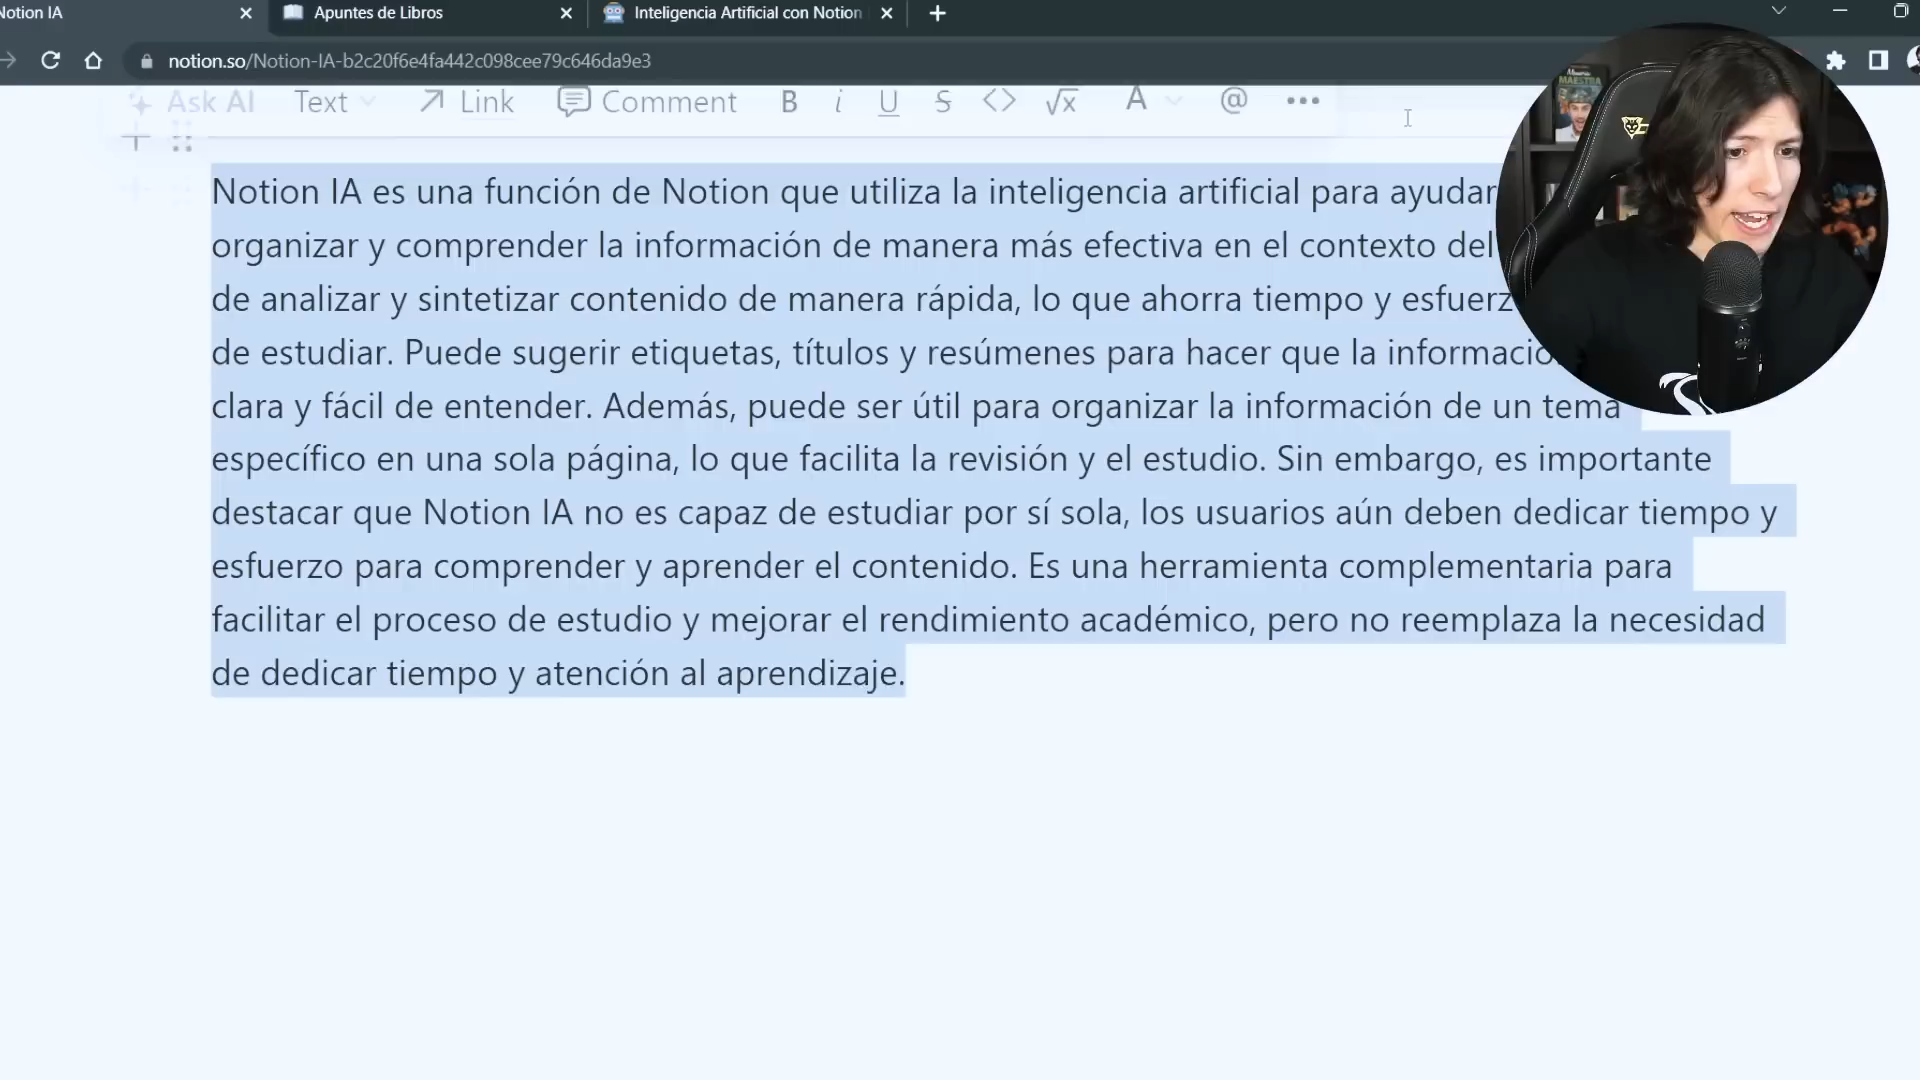 Notion IA
Apuntes de Libros
Inteligencia Artificial con Notion
notion.so/Notion-IA-b2c20f6e4fa442c098cee79c646da9e3
Ask AI Text Link Comment B i U S <> √x A @ •••
Notion IA es una función de Notion que utiliza la inteligencia artificial para ayudar
organizar y comprender la información de manera más efectiva en el contexto del
de analizar y sintetizar contenido de manera rápida, lo que ahorra tiempo y
de estudiar. Puede sugerir etiquetas, títulos y resúmenes para hacer que la
clara y fácil de entender. Además, puede ser útil para organizar la información de un tema
específico en una sola página, lo que facilita la revisión y el estudio. Sin embargo, es importante
destacar que Notion IA no es capaz de estudiar por sí sola, los usuarios aún deben dedicar tiempo y
esfuerzo para comprender y aprender el contenido. Es una herramienta complementaria para
facilitar el proceso de estudio y mejorar el rendimiento académico, pero no reemplaza la necesidad
de dedicar tiempo y atención al aprendizaje.